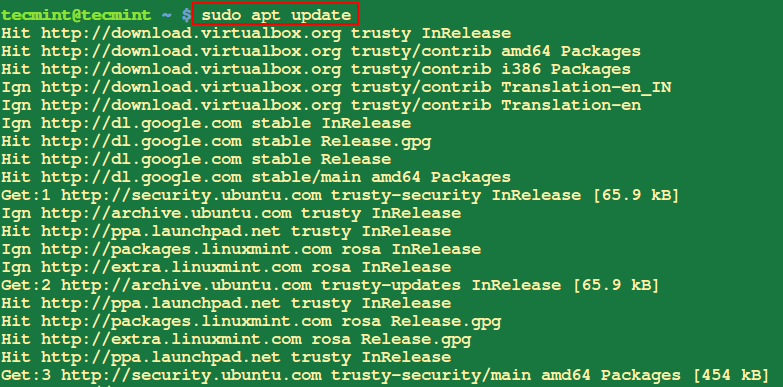 tecmint@tecmint ~ $ sudo apt update
Hit http://download.virtualbox.org trusty InRelease
Hit http://download.virtualbox.org trusty/contrib amd64 Packages
Hit http://download.virtualbox.org trusty/contrib i386 Packages
Ign http://download.virtualbox.org trusty/contrib Translation-en_IN
Ign http://download.virtualbox.org trusty/contrib Translation-en
Ign http://dl.google.com stable InRelease
Hit http://dl.google.com stable Release.gpg
Hit http://dl.google.com stable Release
Hit http://dl.google.com stable/main amd64 Packages
Get:1 http://security.ubuntu.com trusty-security InRelease [65.9 kB]
Ign http://archive.ubuntu.com trusty InRelease
Hit http://ppa.launchpad.net trusty InRelease
Ign http://packages.linuxmint.com rosa InRelease
Ign http://extra.linuxmint.com rosa InRelease
Get:2 http://archive.ubuntu.com trusty-updates InRelease [65.9 kB]
Hit http://ppa.launchpad.net trusty InRelease
Hit http://packages.linuxmint.com rosa Release.gpg
Hit http://extra.linuxmint.com rosa Release.gpg
Hit http://ppa.launchpad.net trusty InRelease
Get:3 http://security.ubuntu.com trusty-security/main amd64 Packages [454 kB]